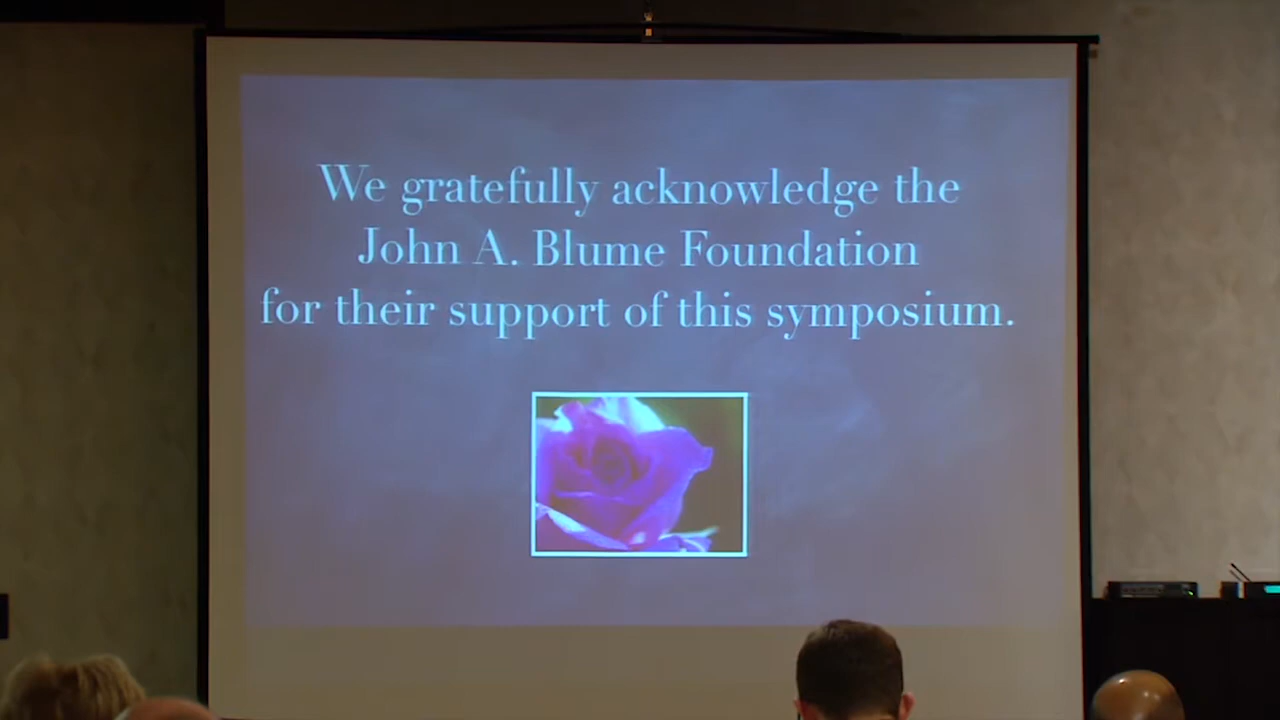 We gratefully acknowledge the
John A. Blume Foundation
for their support of this symposium.